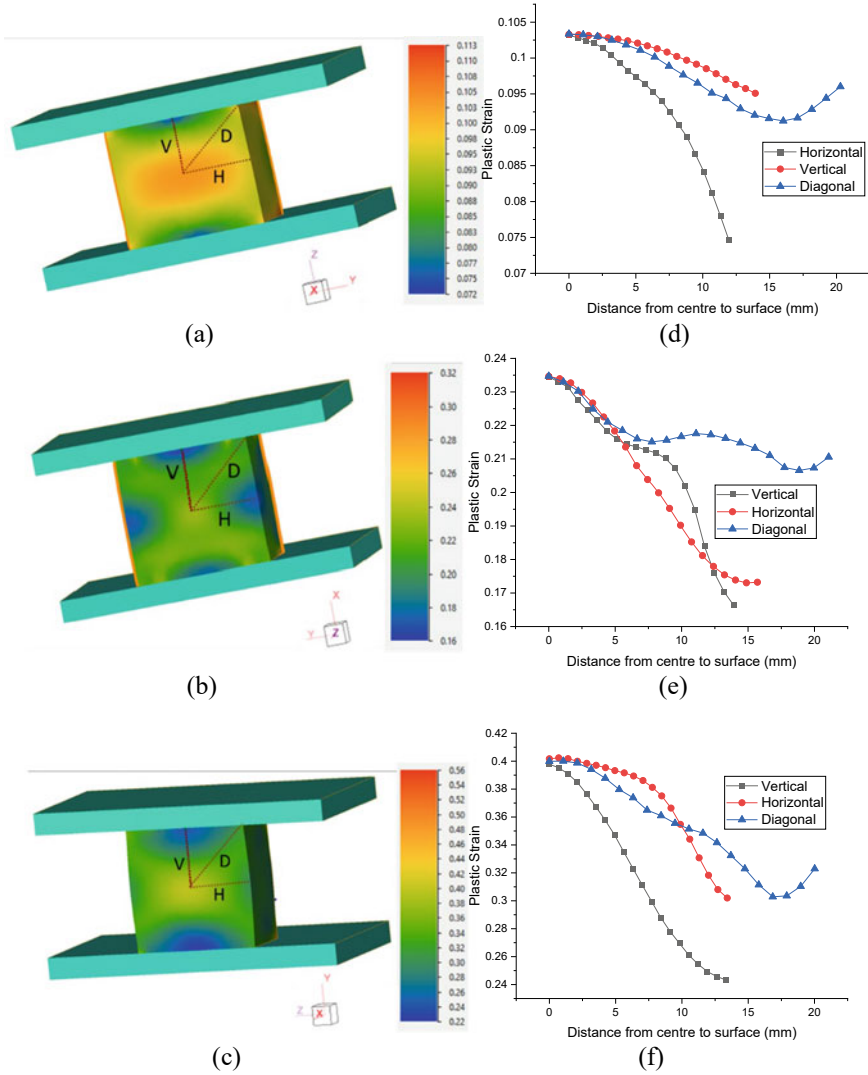 0.113
0.108
0.105
0.103
0.100
0.098
0.095
0.093
0.090
0.088
0.085
0.083
0.080
0.077
0.075
0.072
V
D
H
Z
X
Y
(a)
0.105
0.1
0.095
0.09
0.085
0.08
0.075
0.07
Plastic Strain
Horizontal
Vertical
Diagonal
0 5 10 15 20
Distance from centre to surface (mm)
(d)
0.32
0.30
0.28
0.26
0.24
0.22
0.20
0.18
0.16
V
D
H
X
Y
Z
(b)
0.24
0.23
0.22
0.21
0.2
0.19
0.18
0.17
0.16
Plastic Strain
Vertical
Horizontal
Diagonal
0 5 10 15 20
Distance from centre to surface (mm)
(e)
0.56
0.54
0.52
0.50
0.48
0.46
0.44
0.42
0.40
0.38
0.36
0.34
0.32
0.30
0.28
0.26
0.24
0.22
V
D
H
Y
Z
X
(c)
0.42
0.4
0.38
0.36
0.34
0.32
0.3
0.28
0.26
0.24
Plastic Strain
Vertical
Horizontal
Diagonal
0 5 10 15 20
Distance from centre to surface (mm)
(f)